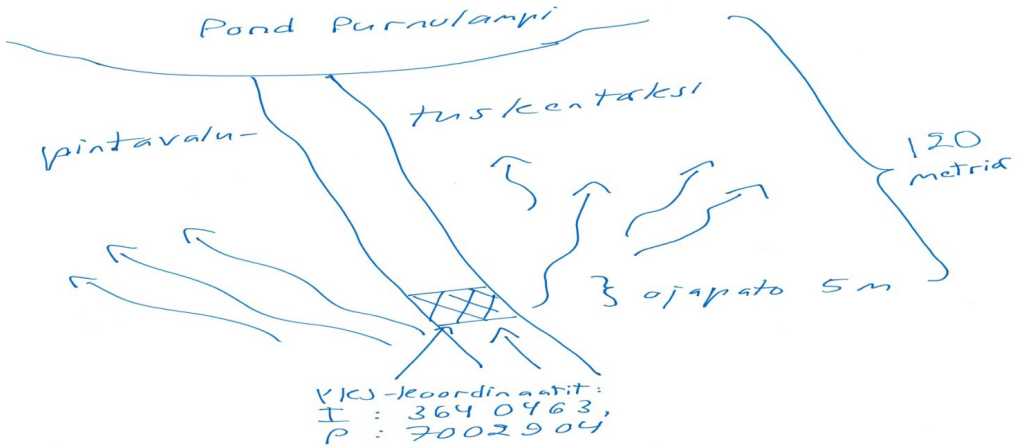 Pond Purnulampi
pintavalu-
tuskentaksi
120
metriä
} ojapato 5 m
YKJ-koordinaatit:
I : 3640463,
P : 7002904